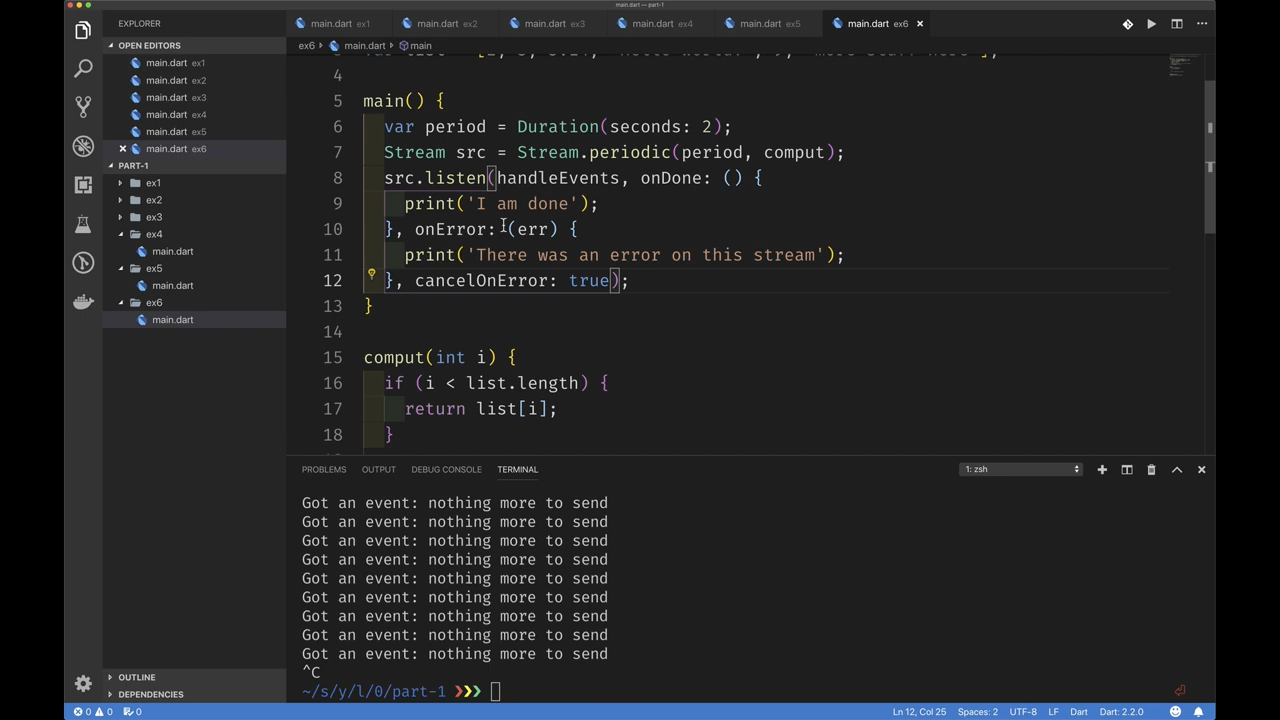 main.dart — part-1
EXPLORER
main.dart ex1 main.dart ex2 main.dart ex3 main.dart ex4 main.dart ex5 main.dart ex6
OPEN EDITORS
main.dart ex1
main.dart ex2
main.dart ex3
main.dart ex4
main.dart ex5
main.dart ex6
PART-1
ex1
ex2
ex3
ex4
main.dart
ex5
main.dart
ex6
main.dart
OUTLINE
DEPENDENCIES
ex6 main.dart main
4
5 main() {
6 var period = Duration(seconds: 2);
7 Stream src = Stream.periodic(period, comput);
8 src.listen(handleEvents, onDone: () {
9 print('I am done');
10 }, onError: (err) {
11 print('There was an error on this stream');
12 }, cancelOnError: true);
13 }
14
15 comput(int i) {
16 if (i < list.length) {
17 return list[i];
18 }
PROBLEMS OUTPUT DEBUG CONSOLE TERMINAL 1: zsh
Got an event: nothing more to send
Got an event: nothing more to send
Got an event: nothing more to send
Got an event: nothing more to send
Got an event: nothing more to send
Got an event: nothing more to send
Got an event: nothing more to send
Got an event: nothing more to send
Got an event: nothing more to send
^C
~/s/y/l/0/part-1 ❯❯❯
0 0 0 Ln 12, Col 25 Spaces: 2 UTF-8 LF Dart Dart: 2.2.0